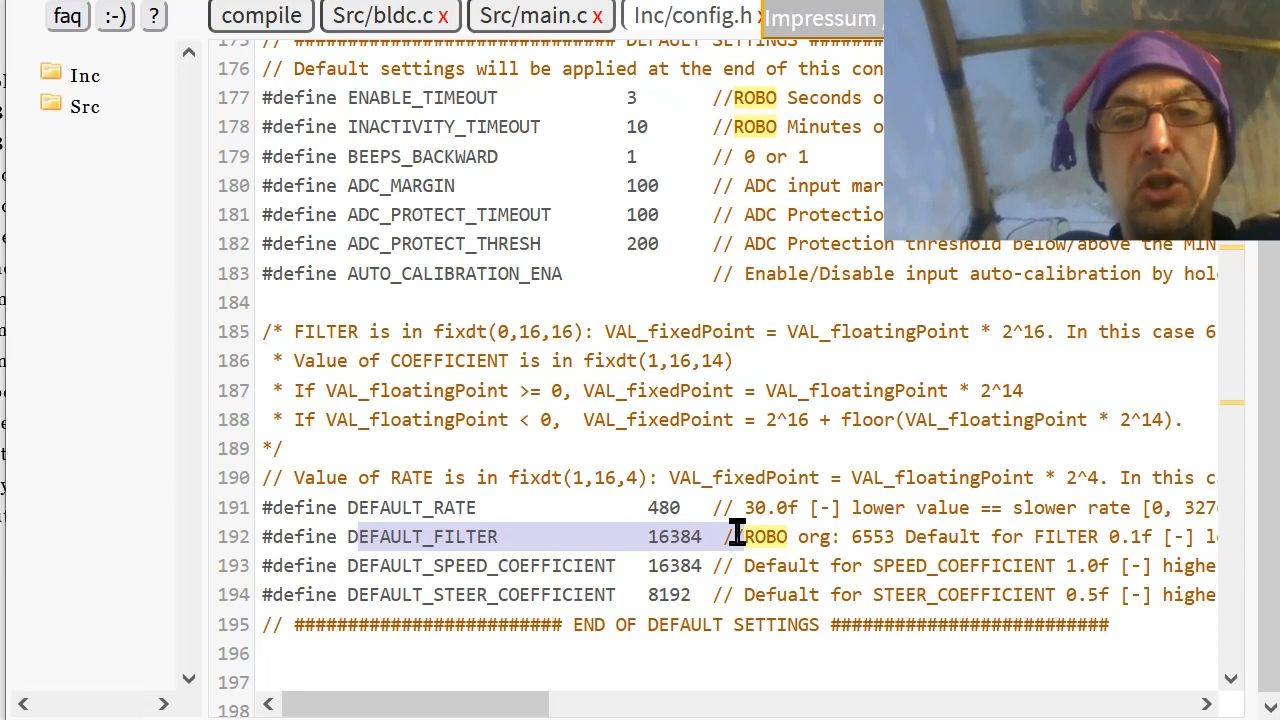 faq :-) ? compile Src/bldc.c x Src/main.c x Inc/config.h x Impressum
Inc
Src
175 // ############################## DEFAULT SETTINGS
176 // Default settings will be applied at the end of this con
177 #define ENABLE_TIMEOUT 3 //ROBO Seconds o
178 #define INACTIVITY_TIMEOUT 10 //ROBO Minutes o
179 #define BEEPS_BACKWARD 1 // 0 or 1
180 #define ADC_MARGIN 100 // ADC input mar
181 #define ADC_PROTECT_TIMEOUT 100 // ADC Protectio
182 #define ADC_PROTECT_THRESH 200 // ADC Protection threshold below/above the MIN
183 #define AUTO_CALIBRATION_ENA // Enable/Disable input auto-calibration by hol
184
185 /* FILTER is in fixdt(0,16,16): VAL_fixedPoint = VAL_floatingPoint * 2^16. In this case 6
186 * Value of COEFFICIENT is in fixdt(1,16,14)
187 * If VAL_floatingPoint >= 0, VAL_fixedPoint = VAL_floatingPoint * 2^14
188 * If VAL_floatingPoint < 0, VAL_fixedPoint = 2^16 + floor(VAL_floatingPoint * 2^14).
189 */
190 // Value of RATE is in fixdt(1,16,4): VAL_fixedPoint = VAL_floatingPoint * 2^4. In this c
191 #define DEFAULT_RATE 480 // 30.0f [-] lower value == slower rate [0, 327
192 #define DEFAULT_FILTER 16384 //ROBO org: 6553 Default for FILTER 0.1f [-] l
193 #define DEFAULT_SPEED_COEFFICIENT 16384 // Default for SPEED_COEFFICIENT 1.0f [-] highe
194 #define DEFAULT_STEER_COEFFICIENT 8192 // Defualt for STEER_COEFFICIENT 0.5f [-] highe
195 // ######################### END OF DEFAULT SETTINGS ##########################
196
197
198